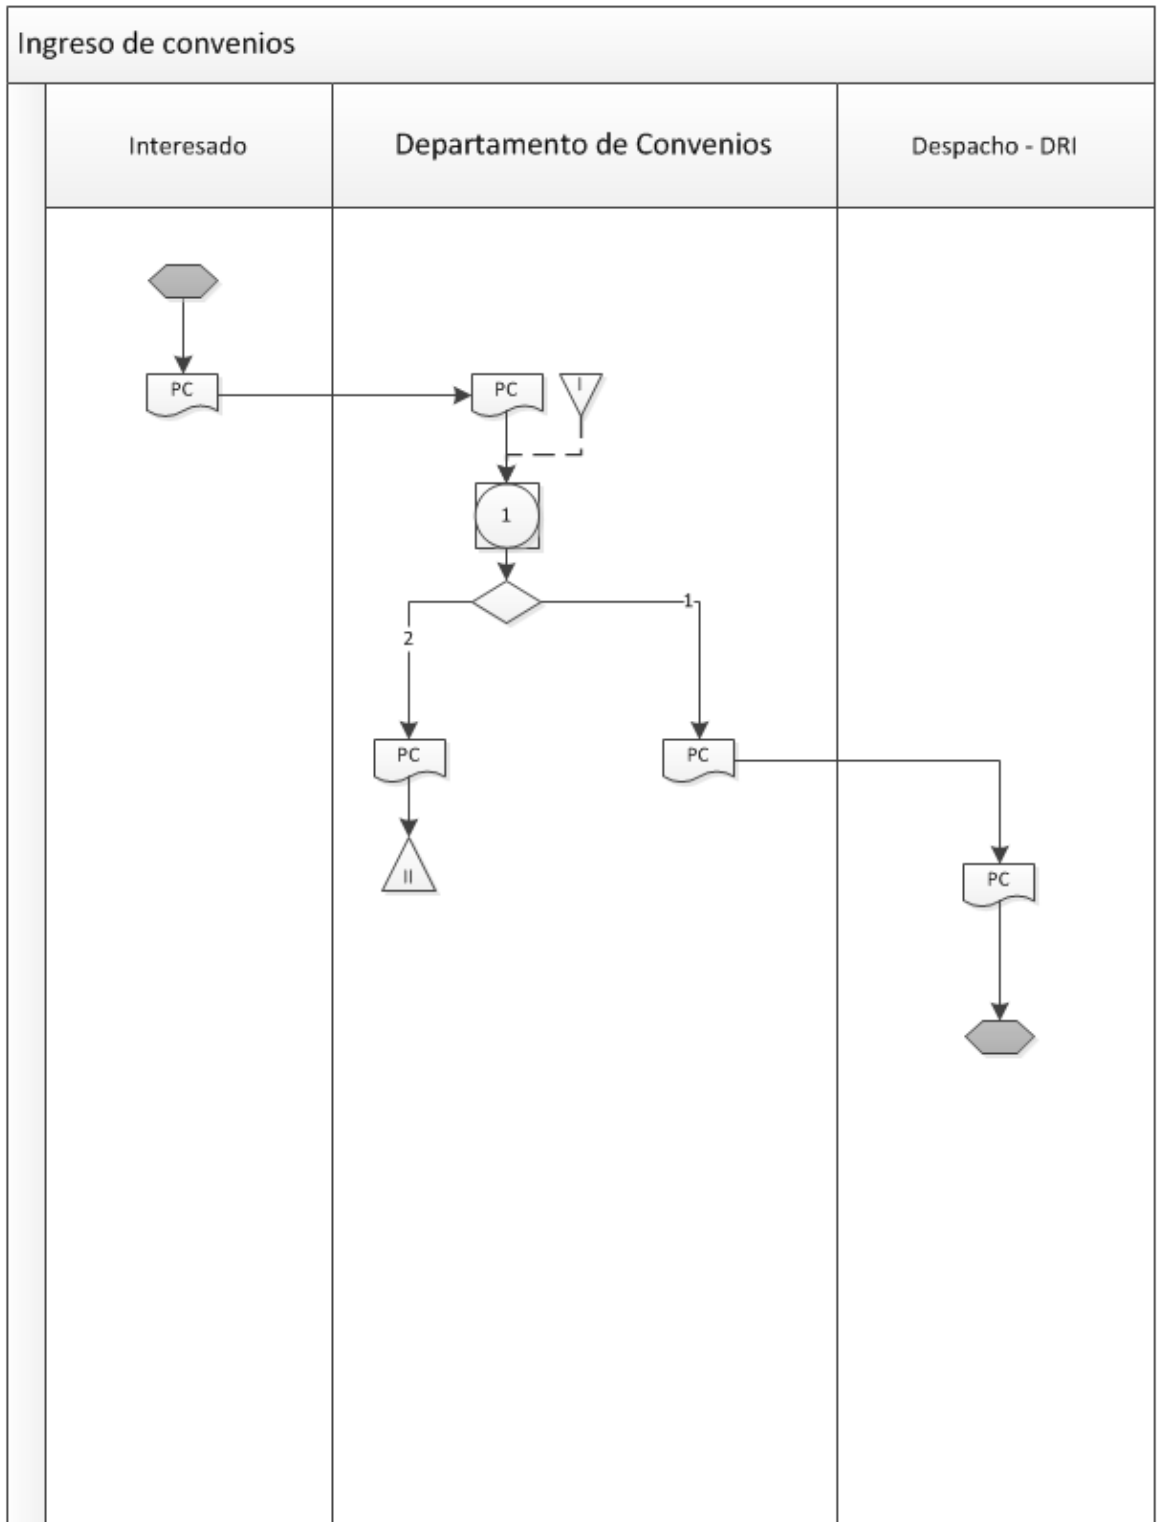 Ingreso de convenios
Interesado
Departamento de Convenios
Despacho - DRI
PC
PC
I
1
1
2
PC
PC
II
PC